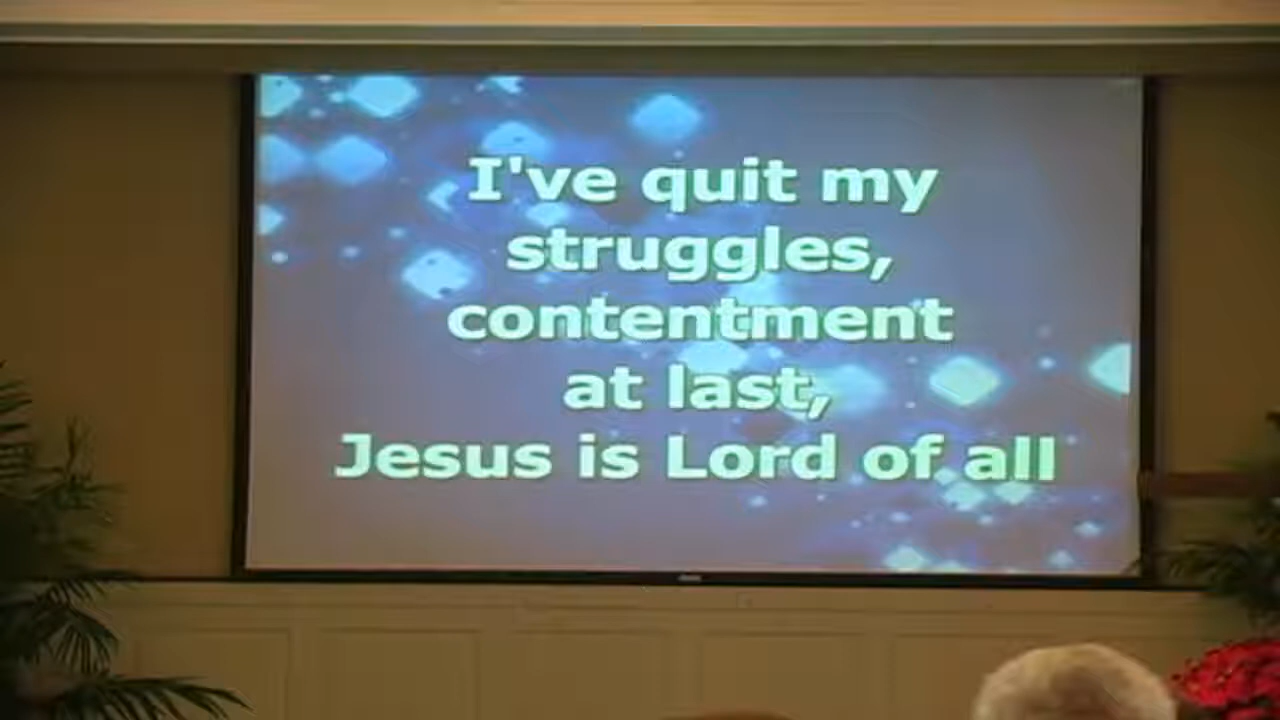 I've quit my
struggles,
contentment
at last,
Jesus is Lord of all